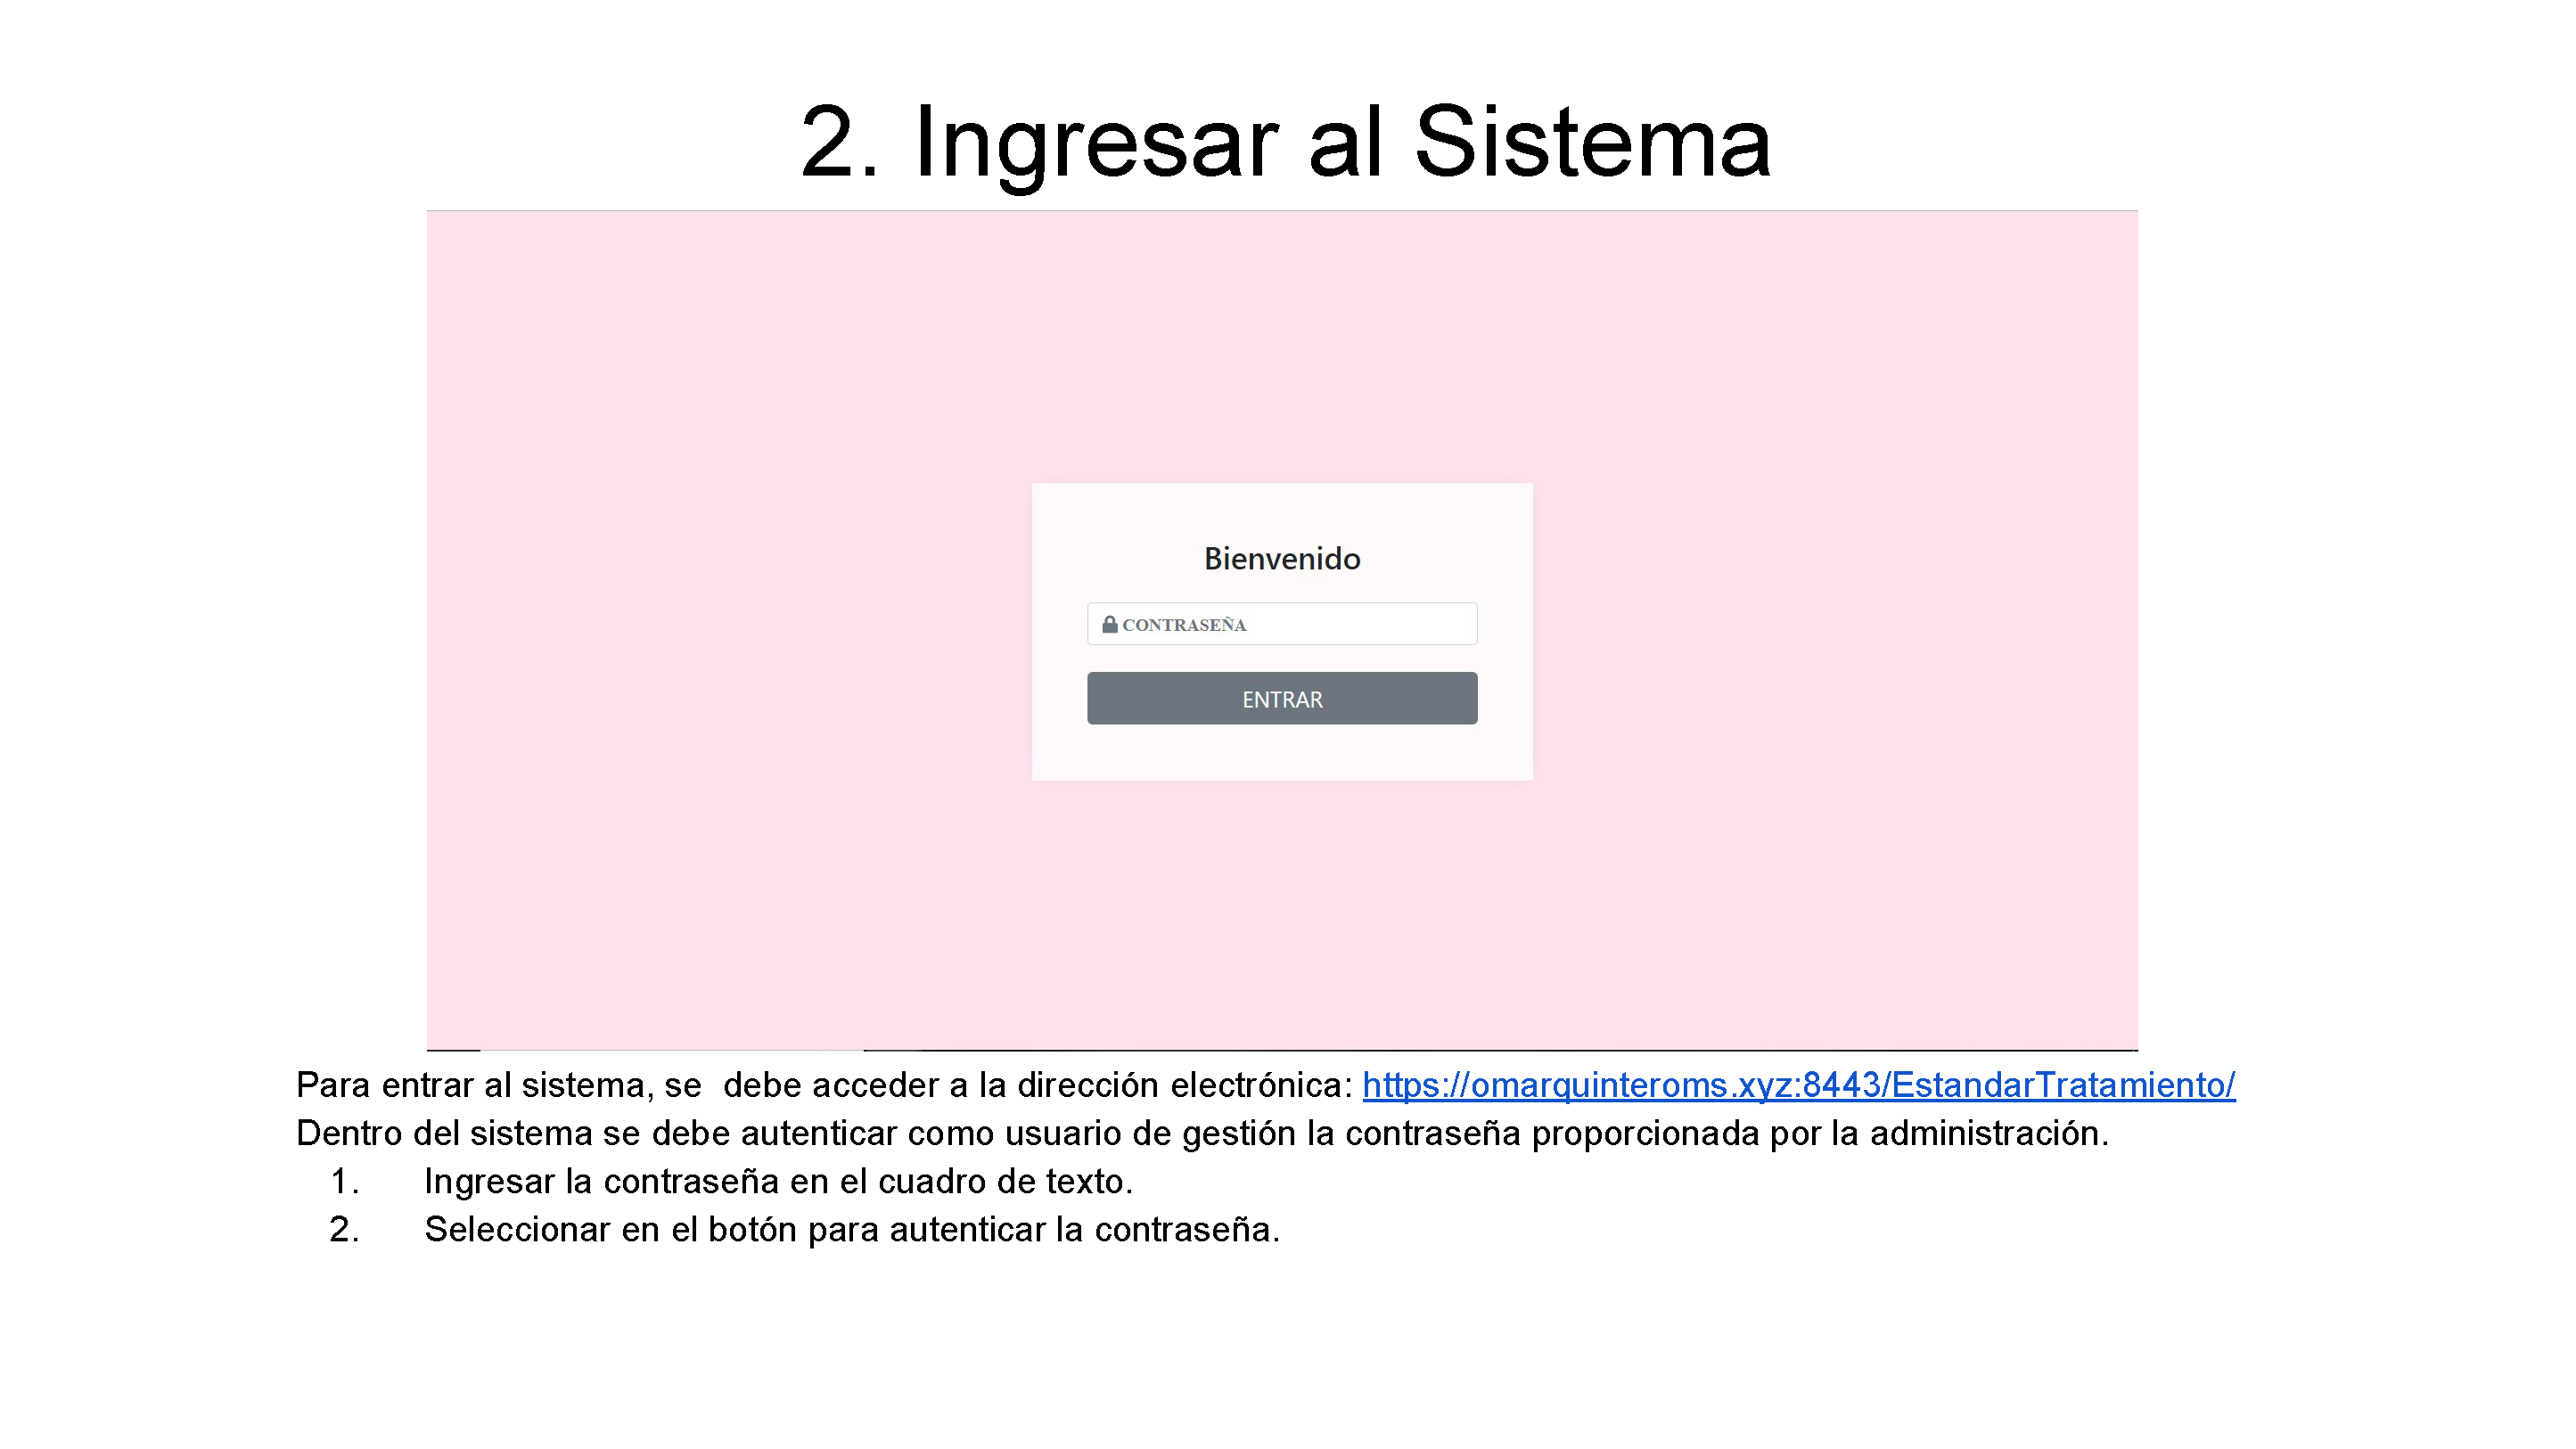 2. Ingresar al Sistema
Bienvenido
CONTRASEÑA
ENTRAR
Para entrar al sistema, se  debe acceder a la dirección electrónica: https://omarquinteroms.xyz:8443/EstandarTratamiento/
Dentro del sistema se debe autenticar como usuario de gestión la contraseña proporcionada por la administración.
1. Ingresar la contraseña en el cuadro de texto.
2. Seleccionar en el botón para autenticar la contraseña.